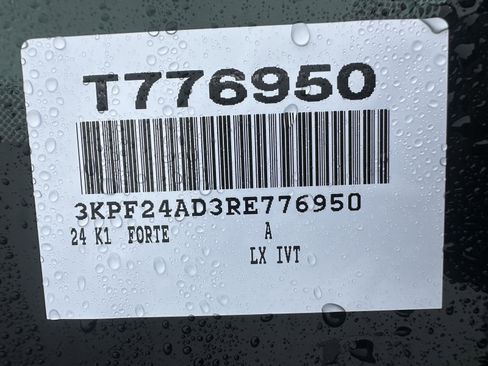 T776950
3KPF24AD3RE776950
24 K1 FORTE A
LX IVT